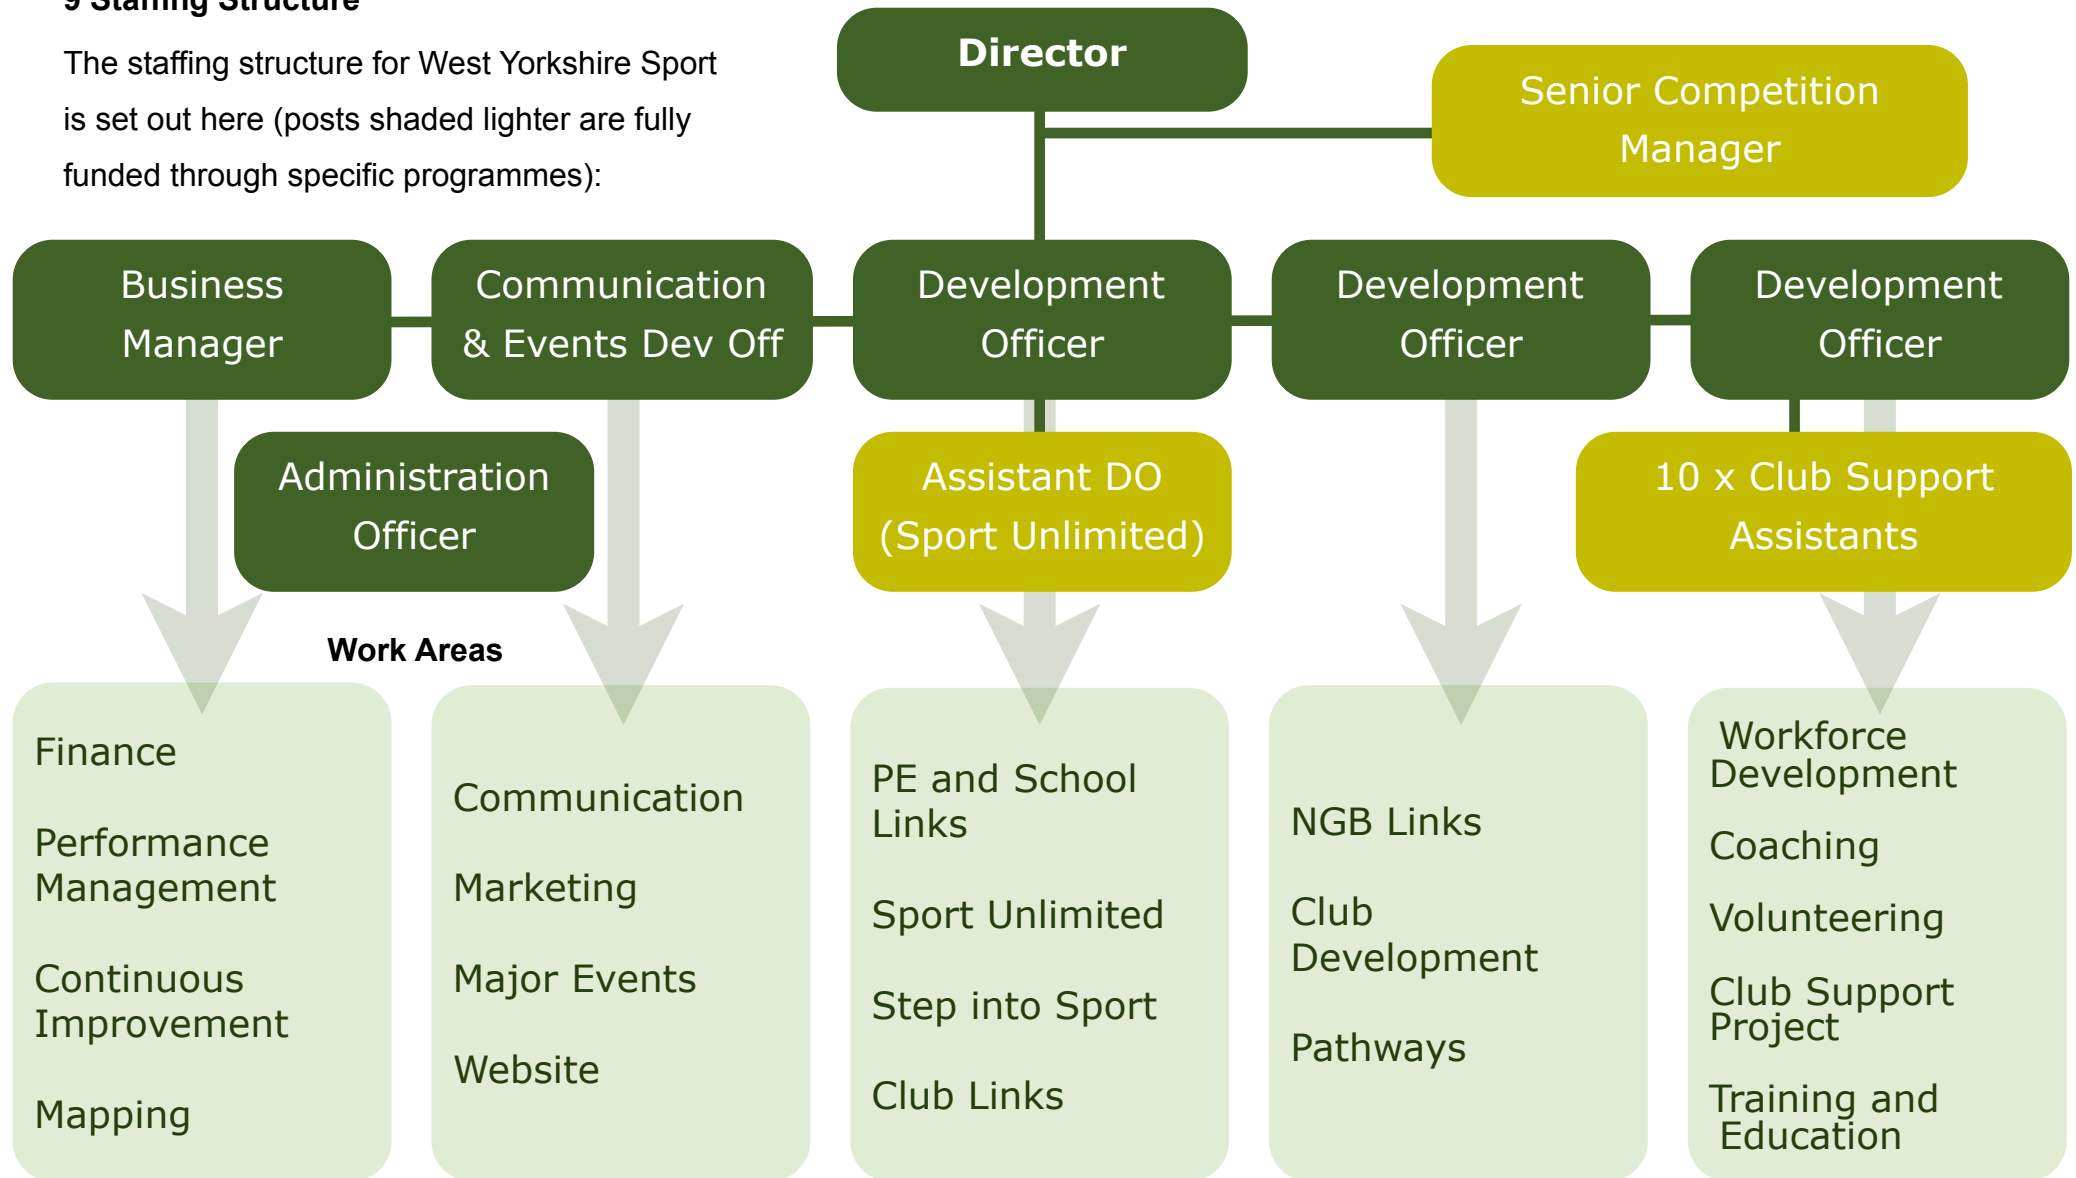 9 Staffing Structure
The staffing structure for West Yorkshire Sport
is set out here (posts shaded lighter are fully
funded through specific programmes):
Director
Senior Competition
Manager
Business
Manager
Communication
& Events Dev Off
Development
Officer
Development
Officer
Development
Officer
Administration
Officer
Assistant DO
(Sport Unlimited)
10 x Club Support
Assistants
Work Areas
Finance
Performance
Management
Continuous
Improvement
Mapping
Communication
Marketing
Major Events
Website
PE and School
Links
Sport Unlimited
Step into Sport
Club Links
NGB Links
Club
Development
Pathways
Workforce
Development
Coaching
Volunteering
Club Support
Project
Training and
Education